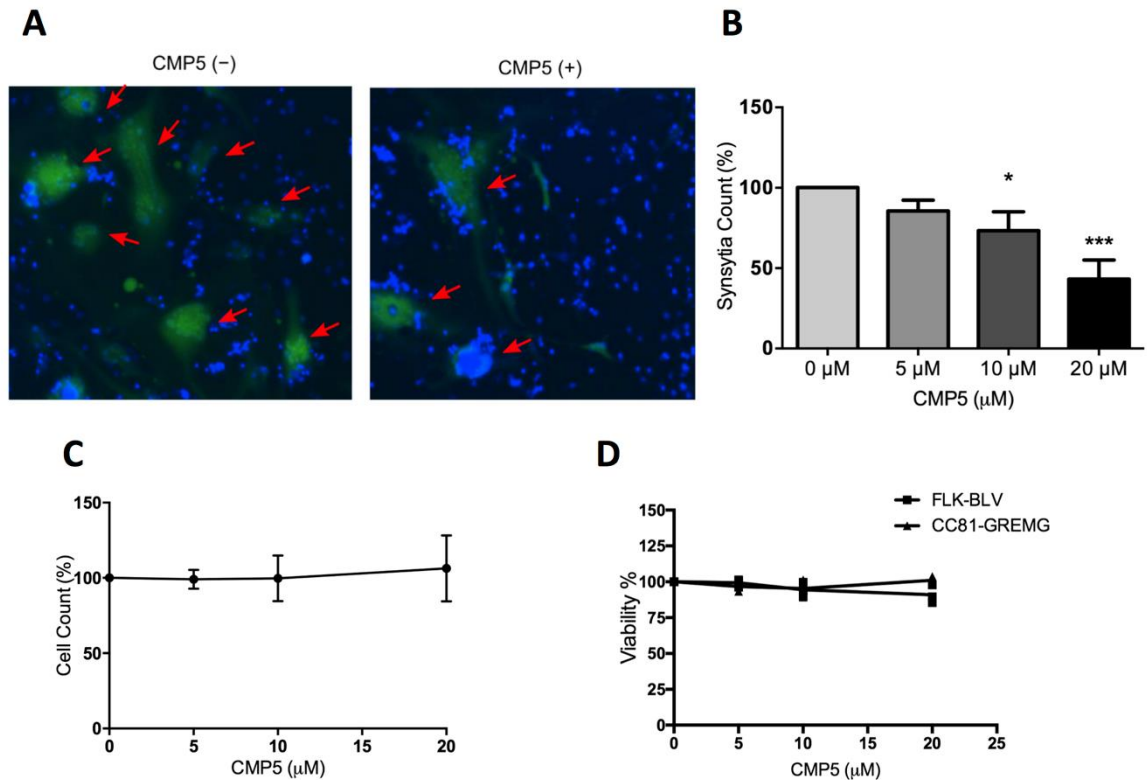 A
CMP5 (−)
CMP5 (+)
B
150
100
50
0
Synsytia Count (%)
*
***
0 µM
5 µM
10 µM
20 µM
CMP5 (µM)
C
150
100
50
0
Cell Count (%)
0
5
10
15
20
CMP5 (µM)
D
FLK-BLV
CC81-GREMG
150
125
100
75
50
25
0
Viability %
0
5
10
15
20
25
CMP5 (µM)